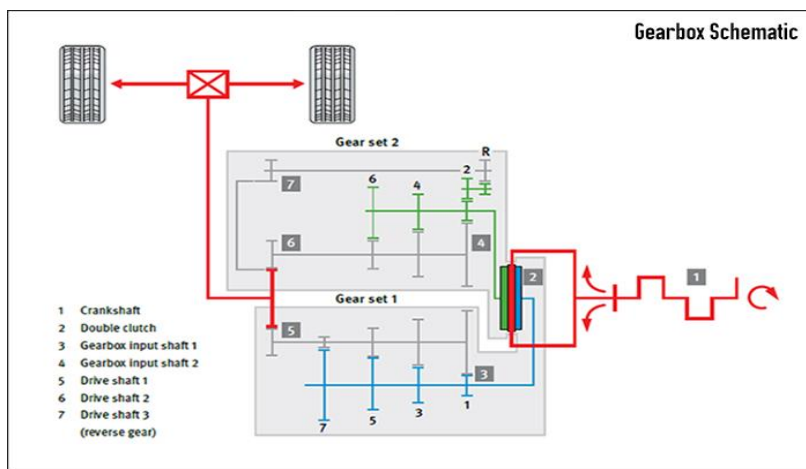 Gearbox Schematic
Gear set 2
R
7
6
4
2
6
4
2
1
Gear set 1
5
3
7
5
3
1
1 Crankshaft
2 Double clutch
3 Gearbox input shaft 1
4 Gearbox input shaft 2
5 Drive shaft 1
6 Drive shaft 2
7 Drive shaft 3
(reverse gear)